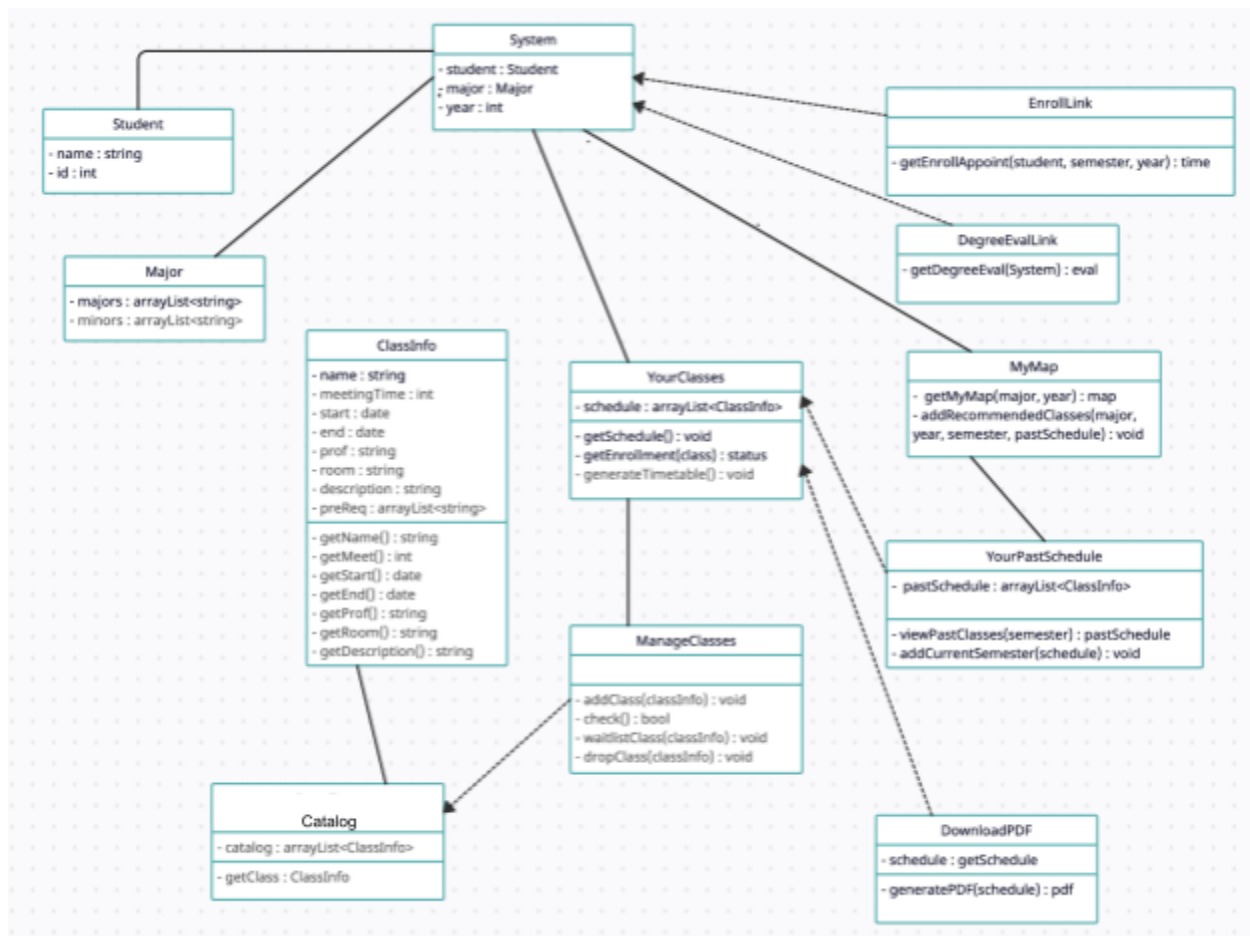 System
- student : Student
- major : Major
- year : int
Student
- name : string
- id : int
EnrollLink
- getEnrollAppoint(student, semester, year) : time
DegreeEvalLink
- getDegreeEval(System) : eval
Major
- majors : arrayList<string>
- minors : arrayList<string>
ClassInfo
- name : string
- meetingTime : int
- start : date
- end : date
- prof : string
- room : string
- description : string
- preReq : arrayList<string>
- getName() : string
- getMeet() : int
- getStart() : date
- getEnd() : date
- getProf() : string
- getRoom() : string
- getDescription() : string
YourClasses
- schedule : arrayList<ClassInfo>
- getSchedule() : void
- getEnrollment(class) : status
- generateTimetable() : void
MyMap
- getMyMap(major, year) : map
- addRecommendedClasses(major,
year, semester, pastSchedule) : void
YourPastSchedule
- pastSchedule : arrayList<ClassInfo>
- viewPastClasses(semester) : pastSchedule
- addCurrentSemester(schedule) : void
ManageClasses
- addClass(classInfo) : void
- check() : bool
- waitlistClass(classInfo) : void
- dropClass(classInfo) : void
Catalog
- catalog : arrayList<ClassInfo>
- getClass : ClassInfo
DownloadPDF
- schedule : getSchedule
- generatePDF(schedule) : pdf